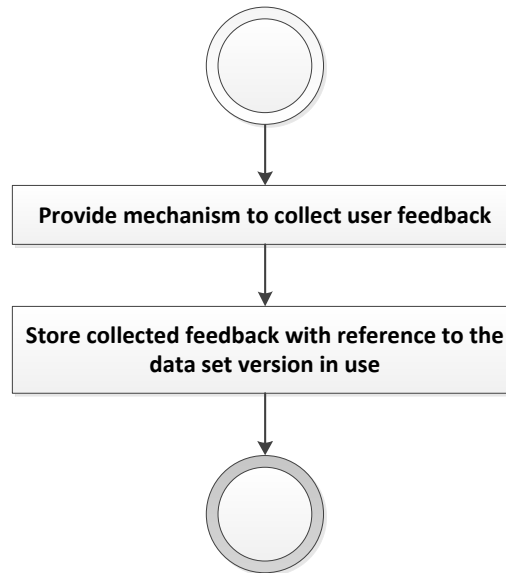 Provide mechanism to collect user feedback
Store collected feedback with reference to the
data set version in use